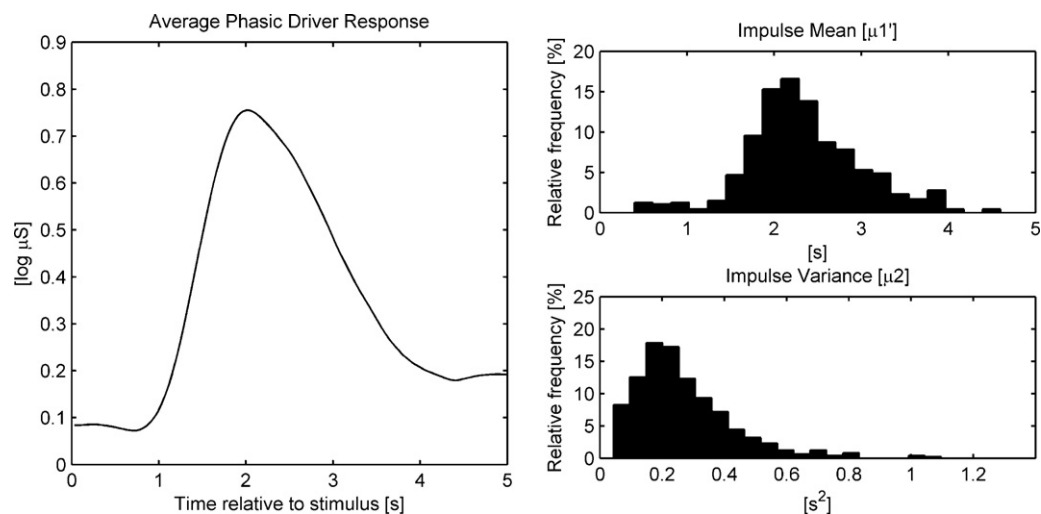 Average Phasic Driver Response
0.9
0.8
0.7
0.6
0.5
0.4
0.3
0.2
0.1
0
[log μS]
0 1 2 3 4 5
Time relative to stimulus [s]
Impulse Mean [μ1']
Relative frequency [%]
20
15
10
5
0
0 1 2 3 4 5
[s]
Impulse Variance [μ2]
Relative frequency [%]
25
20
15
10
5
0
0 0.2 0.4 0.6 0.8 1 1.2
[s²]